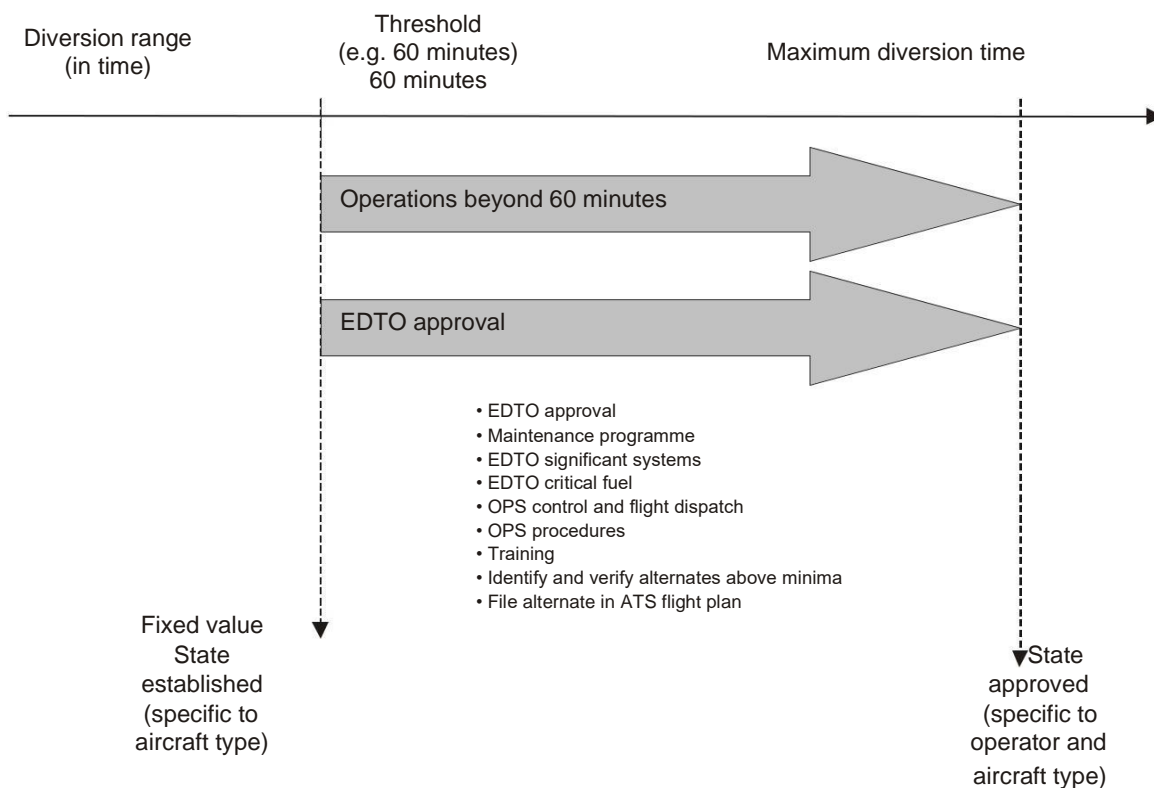 Diversion range
(in time)
Threshold
(e.g. 60 minutes)
60 minutes
Maximum diversion time
Operations beyond 60 minutes
EDTO approval
• EDTO approval
• Maintenance programme
• EDTO significant systems
• EDTO critical fuel
• OPS control and flight dispatch
• OPS procedures
• Training
• Identify and verify alternates above minima
• File alternate in ATS flight plan
Fixed value
State
established
(specific to
aircraft type)
State
approved
(specific to
operator and
aircraft type)